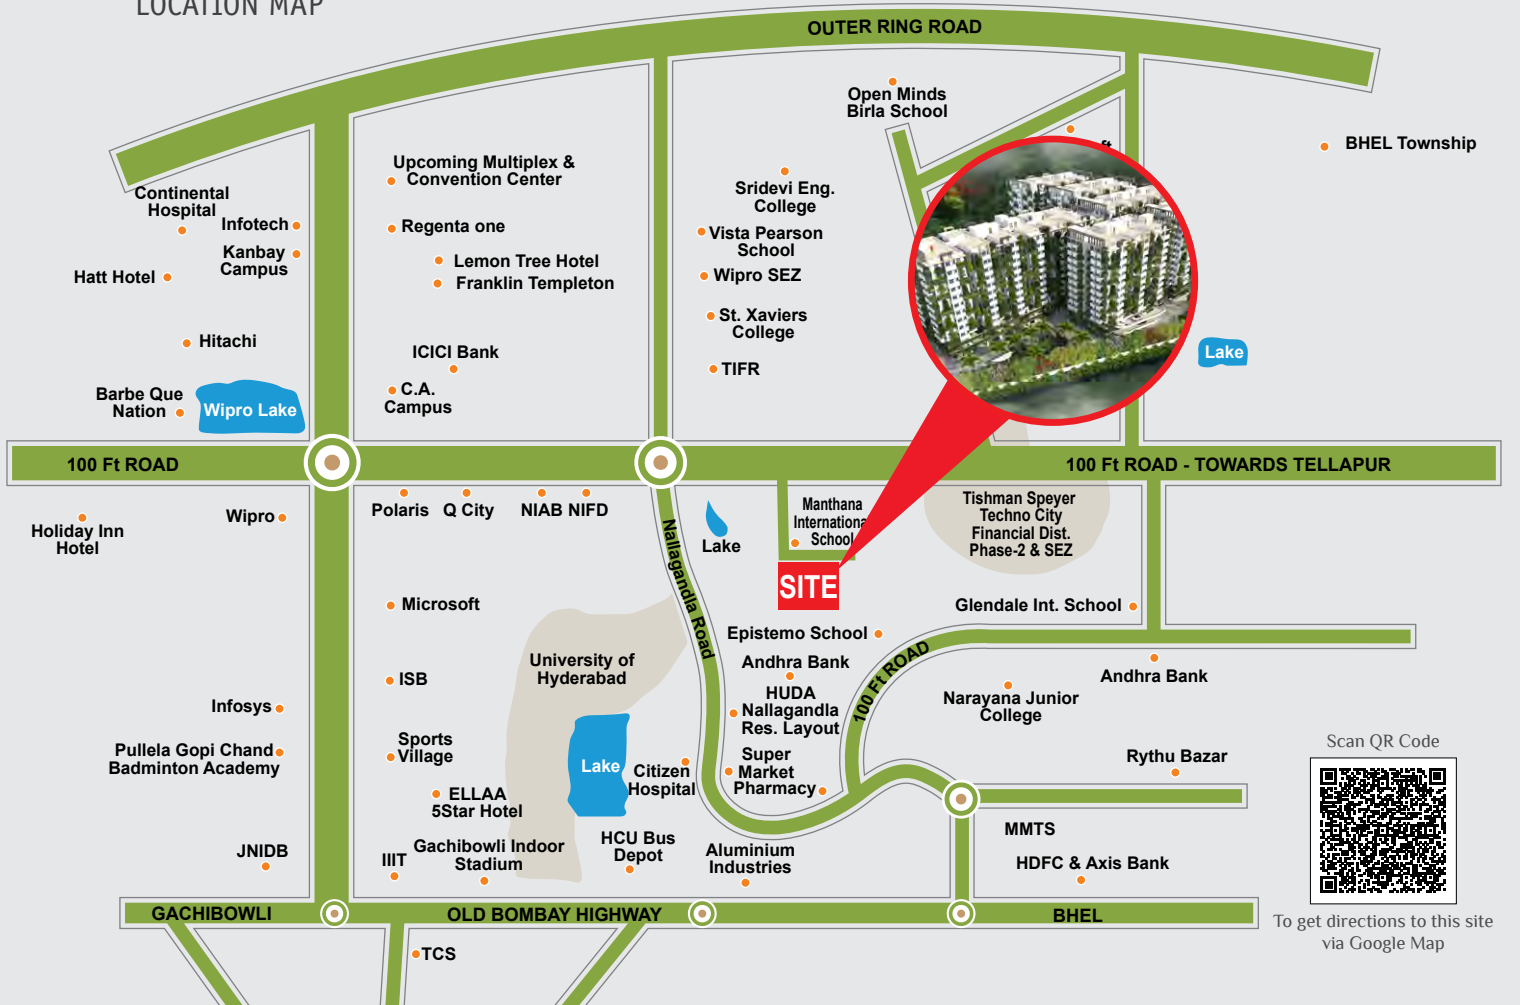 LOCATION MAP
OUTER RING ROAD
Open Minds
Birla School
BHEL Township
Upcoming Multiplex &
Convention Center
Continental
Hospital
Infotech
Kanbay
Campus
Hatt Hotel
Hitachi
Barbe Que
Nation
Wipro Lake
Regenta one
Lemon Tree Hotel
Franklin Templeton
ICICI Bank
C.A.
Campus
Sridevi Eng.
College
Vista Pearson
School
Wipro SEZ
St. Xaviers
College
TIFR
Lake
100 Ft ROAD
100 Ft ROAD - TOWARDS TELLAPUR
Holiday Inn
Hotel
Wipro
Polaris
Q City
NIAB
NIFD
Nallagandla Road
Lake
Manthana
Internationa
School
SITE
Tishman Speyer
Techno City
Financial Dist.
Phase-2 & SEZ
Glendale Int. School
Microsoft
ISB
University of
Hyderabad
Epistemo School
Andhra Bank
HUDA
Nallagandla
Res. Layout
100 Ft ROAD
Super
Market
Pharmacy
Andhra Bank
Narayana Junior
College
Rythu Bazar
Infosys
Pullela Gopi Chand
Badminton Academy
Sports
Village
ELLAA
5Star Hotel
Lake
Citizen
Hospital
JNIDB
IIIT
Gachibowli Indoor
Stadium
HCU Bus
Depot
Aluminium
Industries
MMTS
HDFC & Axis Bank
GACHIBOWLI
OLD BOMBAY HIGHWAY
BHEL
TCS
Scan QR Code
To get directions to this site
via Google Map